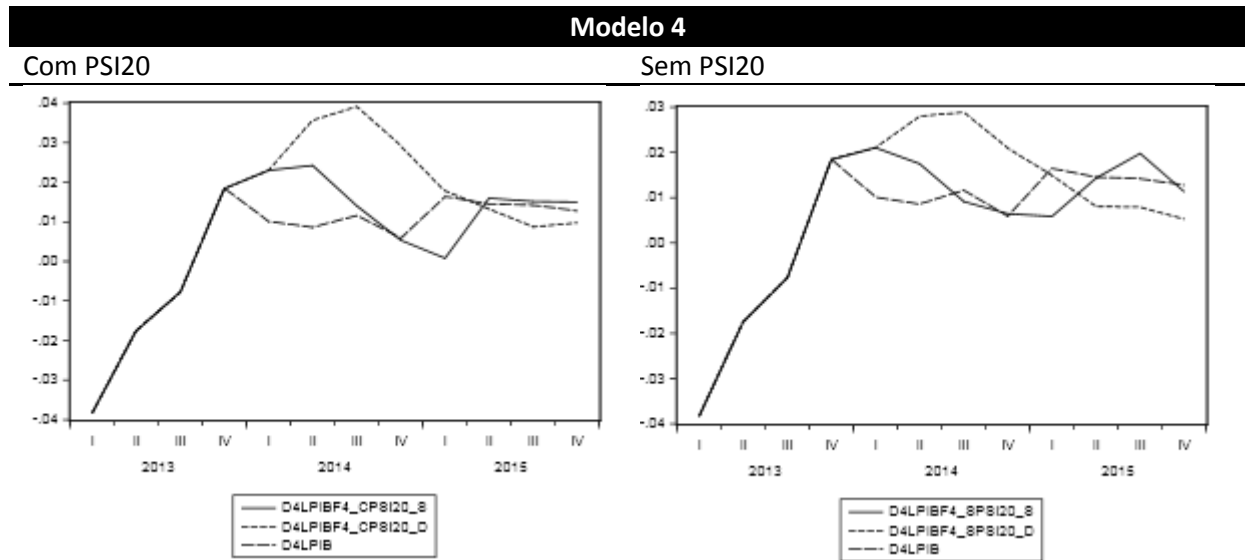 Modelo 4
Com PSI20
Sem PSI20
.04
.03
.02
.01
.00
-.01
-.02
-.03
-.04
I II III IV I II III IV I II III IV
2013 2014 2015
D4LPIBF4_CPSI20_S
D4LPIBF4_CPSI20_D
D4LPIB
.03
.02
.01
.00
-.01
-.02
-.03
-.04
I II III IV I II III IV I II III IV
2013 2014 2015
D4LPIBF4_SPSI20_S
D4LPIBF4_SPSI20_D
D4LPIB